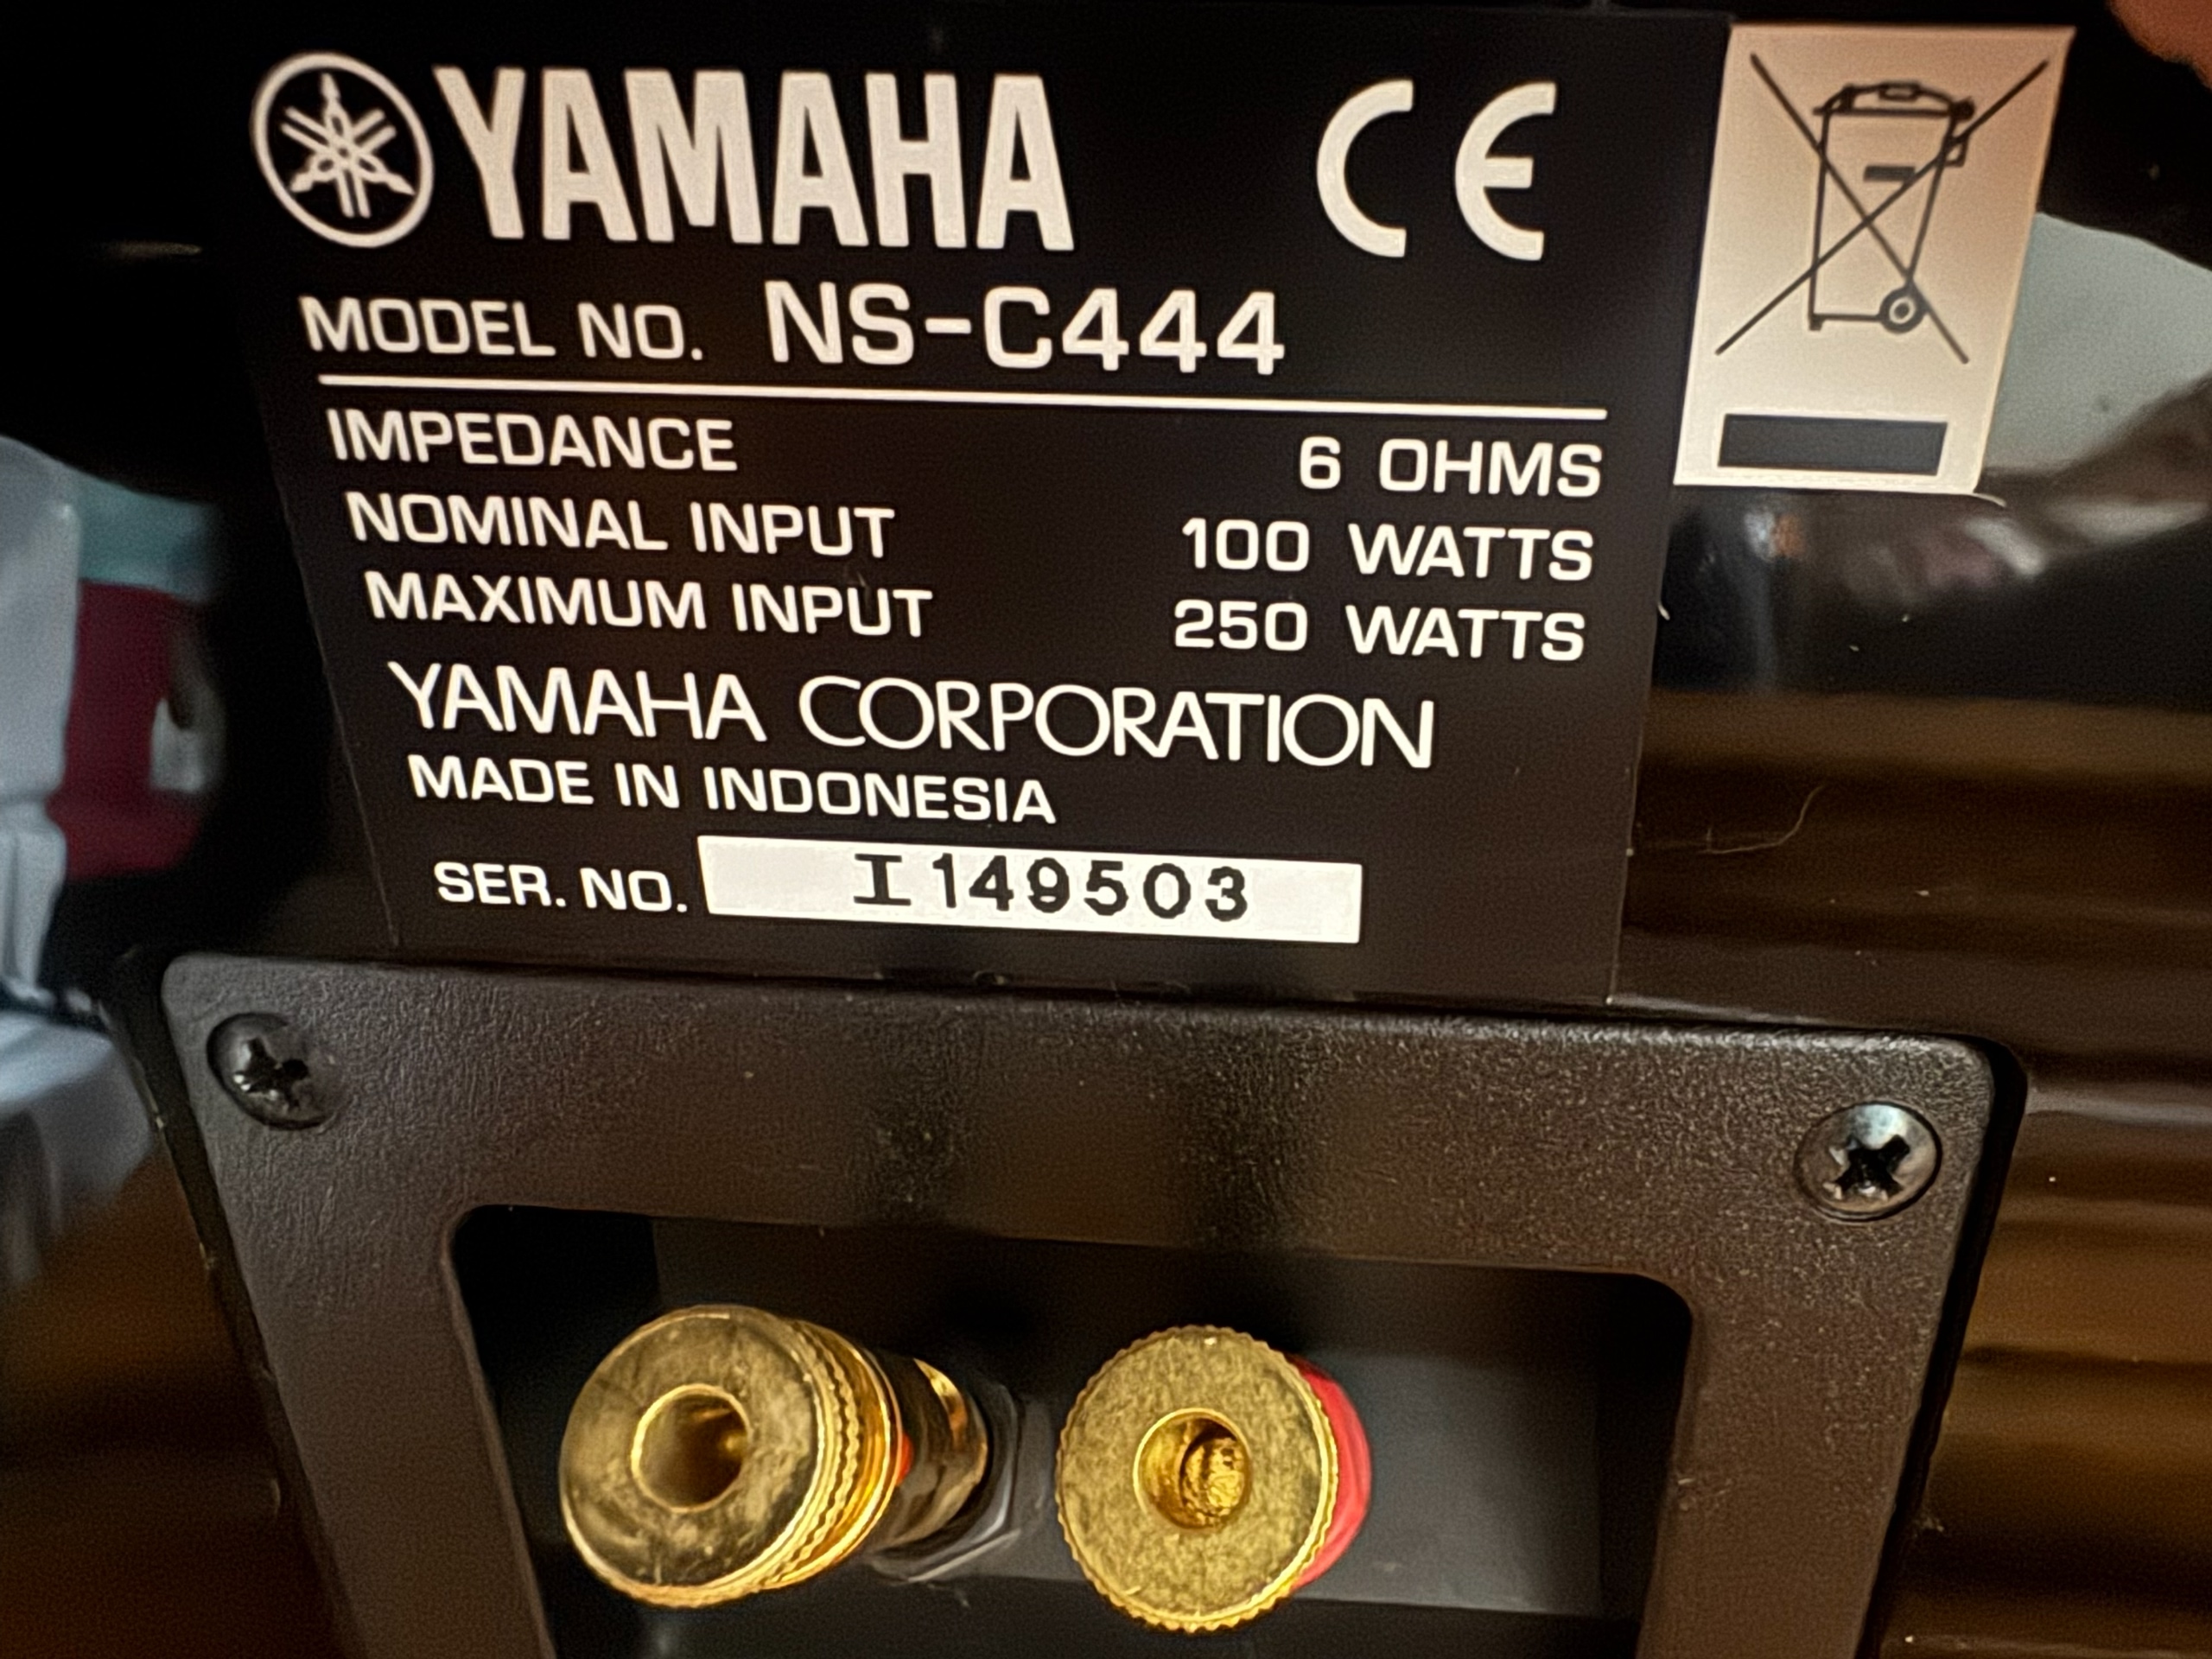 YAMAHA CE
MODEL NO. NS-C444
IMPEDANCE 6 OHMS
NOMINAL INPUT 100 WATTS
MAXIMUM INPUT 250 WATTS
YAMAHA CORPORATION
MADE IN INDONESIA
SER. NO. I149503